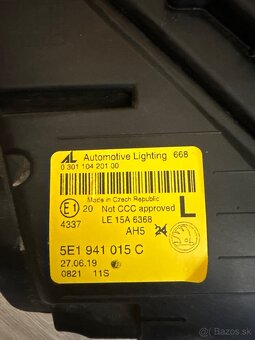 AL Automotive Lighting 668
0 301 104 201 00
Made in Czech Republic
E1 20 Not CCC approved L
4337 LE 15A 6368
AH5 24
5E1 941 015 C
27.06.19
0821 11S
bazos.sk